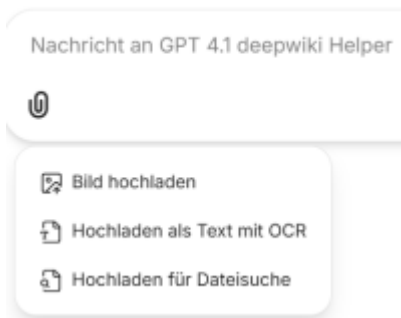 Nachricht an GPT 4.1 deepwiki Helper
Bild hochladen
Hochladen als Text mit OCR
Hochladen für Dateisuche